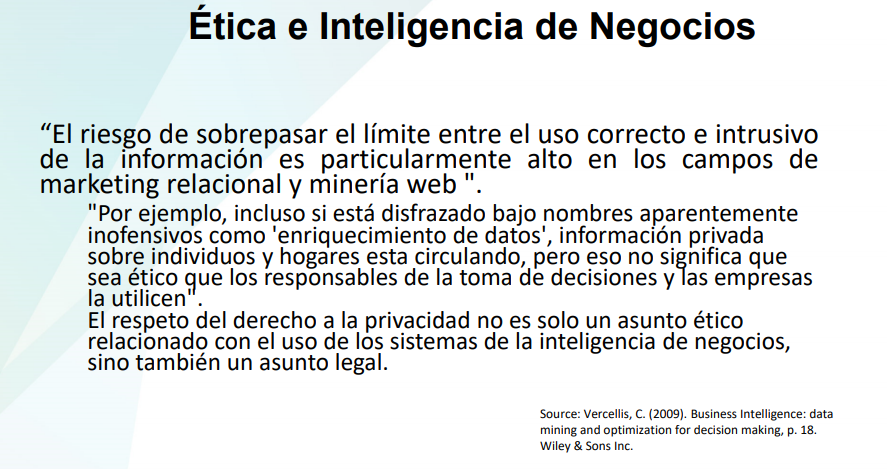 Ética e Inteligencia de Negocios
“El riesgo de sobrepasar el límite entre el uso correcto e intrusivo
de la información es particularmente alto en los campos de
marketing relacional y minería web ".
"Por ejemplo, incluso si está disfrazado bajo nombres aparentemente
inofensivos como 'enriquecimiento de datos', información privada
sobre individuos y hogares esta circulando, pero eso no significa que
sea ético que los responsables de la toma de decisiones y las empresas
la utilicen".
El respeto del derecho a la privacidad no es solo un asunto ético
relacionado con el uso de los sistemas de la inteligencia de negocios,
sino también un asunto legal.
Source: Vercellis, C. (2009). Business Intelligence: data
mining and optimization for decision making, p. 18.
Wiley & Sons Inc.